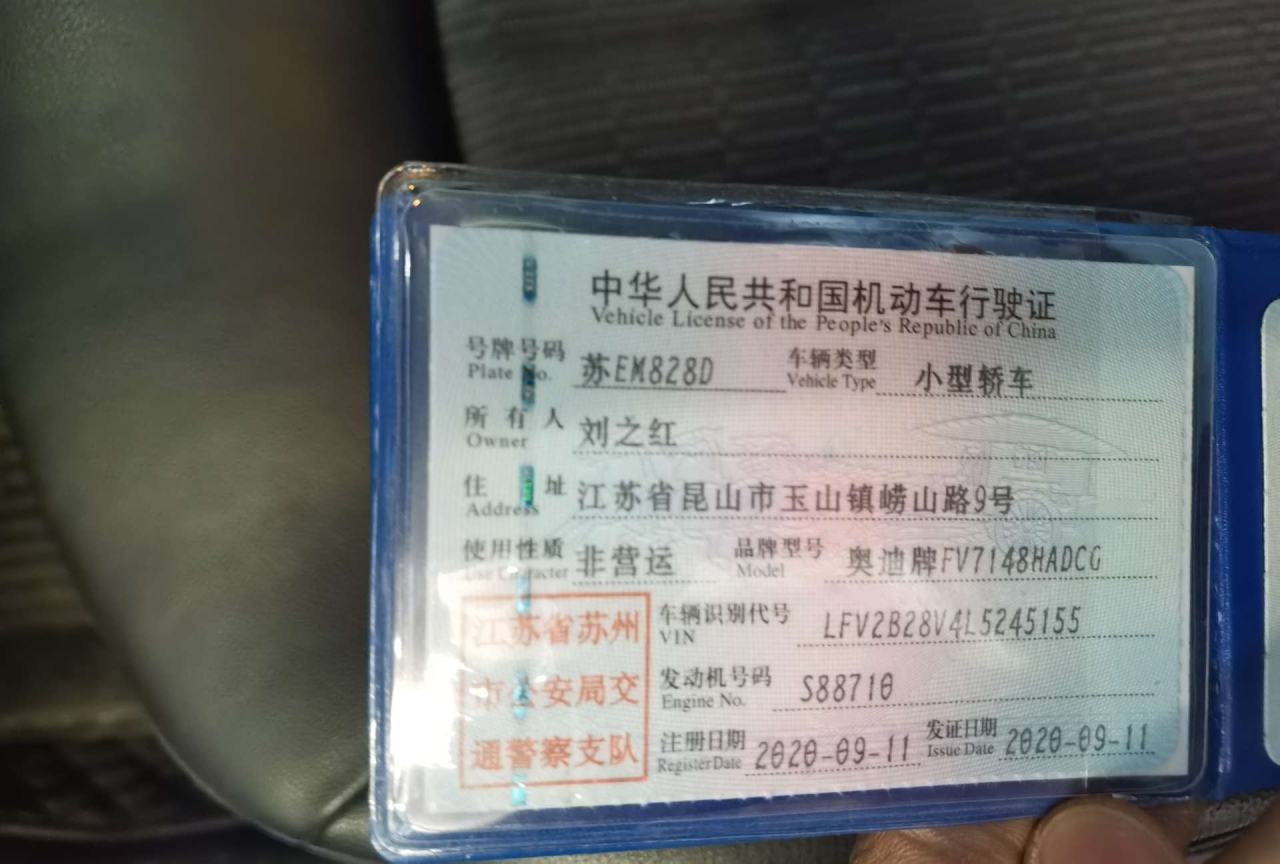 中华人民共和国机动车行驶证
Vehicle License of the People's Republic of China
号牌号码 苏EM828D 车辆类型 小型轿车
Plate No. Vehicle Type
所有人 刘之红
Owner
住址 江苏省昆山市玉山镇崂山路9号
Address
使用性质 非营运 品牌型号 奥迪牌FV7148HADCG
Use Character Model
江苏省苏州
市公安局交
通警察支队
车辆识别代号 LFV2B28V4L5245155
VIN
发动机号码 S88710
Engine No.
注册日期 2020-09-11 发证日期 2020-09-11
Register Date Issue Date